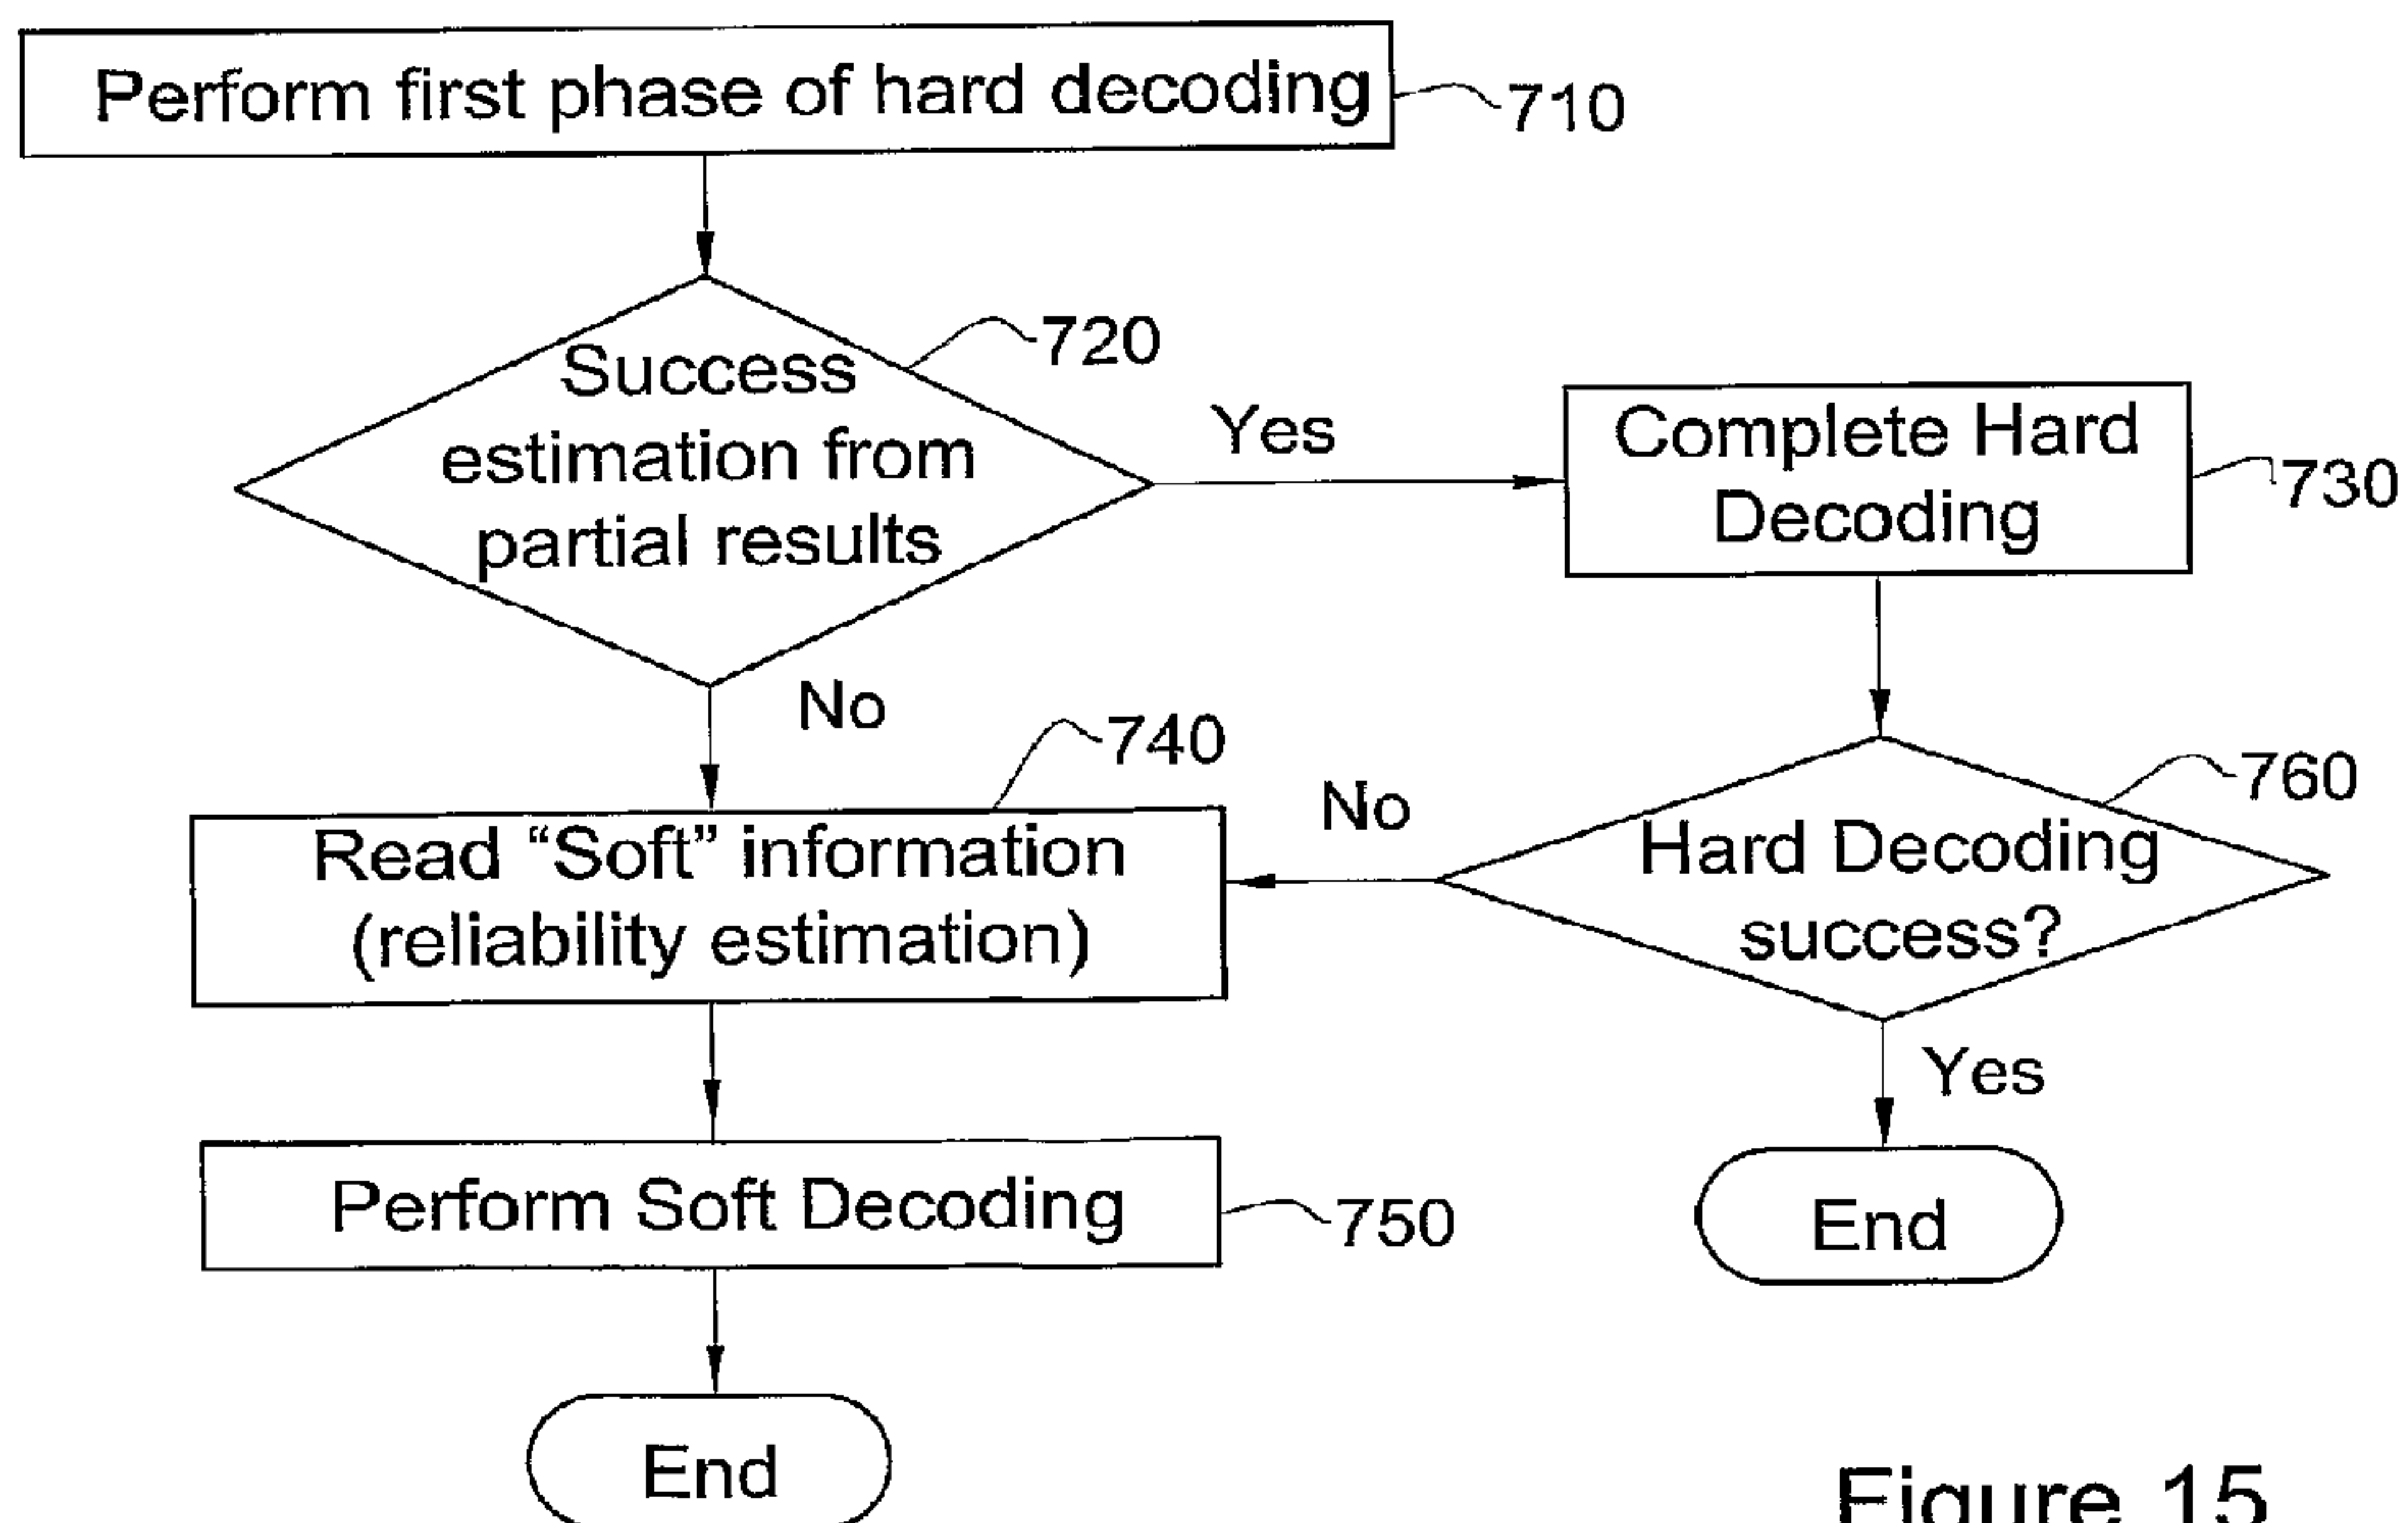 Perform first phase of hard decoding
710
Success
estimation from
partial results
720
Yes
Complete Hard
Decoding
730
No
740
Read “Soft” information
(reliability estimation)
No
760
Hard Decoding
success?
Yes
Perform Soft Decoding
750
End
End
Figure 15